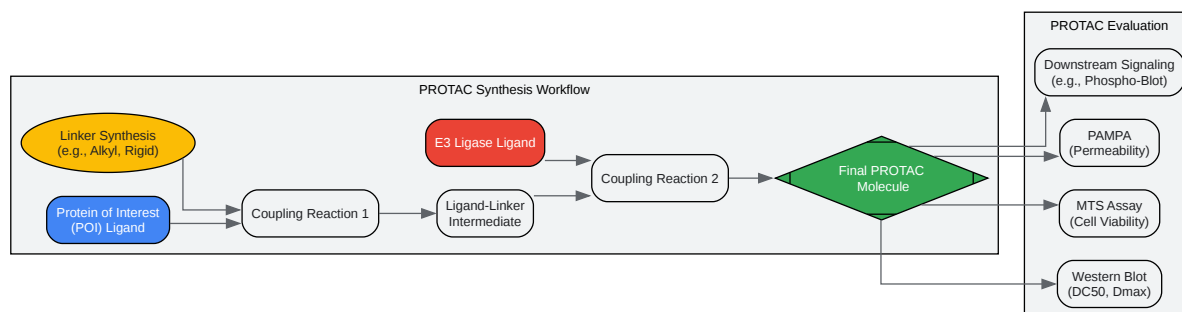 PROTAC Evaluation
Downstream Signaling
(e.g., Phospho-Blot)
PROTAC Synthesis Workflow
Linker Synthesis
(e.g., Alkyl, Rigid)
E3 Ligase Ligand
PAMPA
(Permeability)
Coupling Reaction 2
Final PROTAC
Molecule
Protein of Interest
(POI) Ligand
Coupling Reaction 1
Ligand-Linker
Intermediate
MTS Assay
(Cell Viability)
Western Blot
(DC50, Dmax)